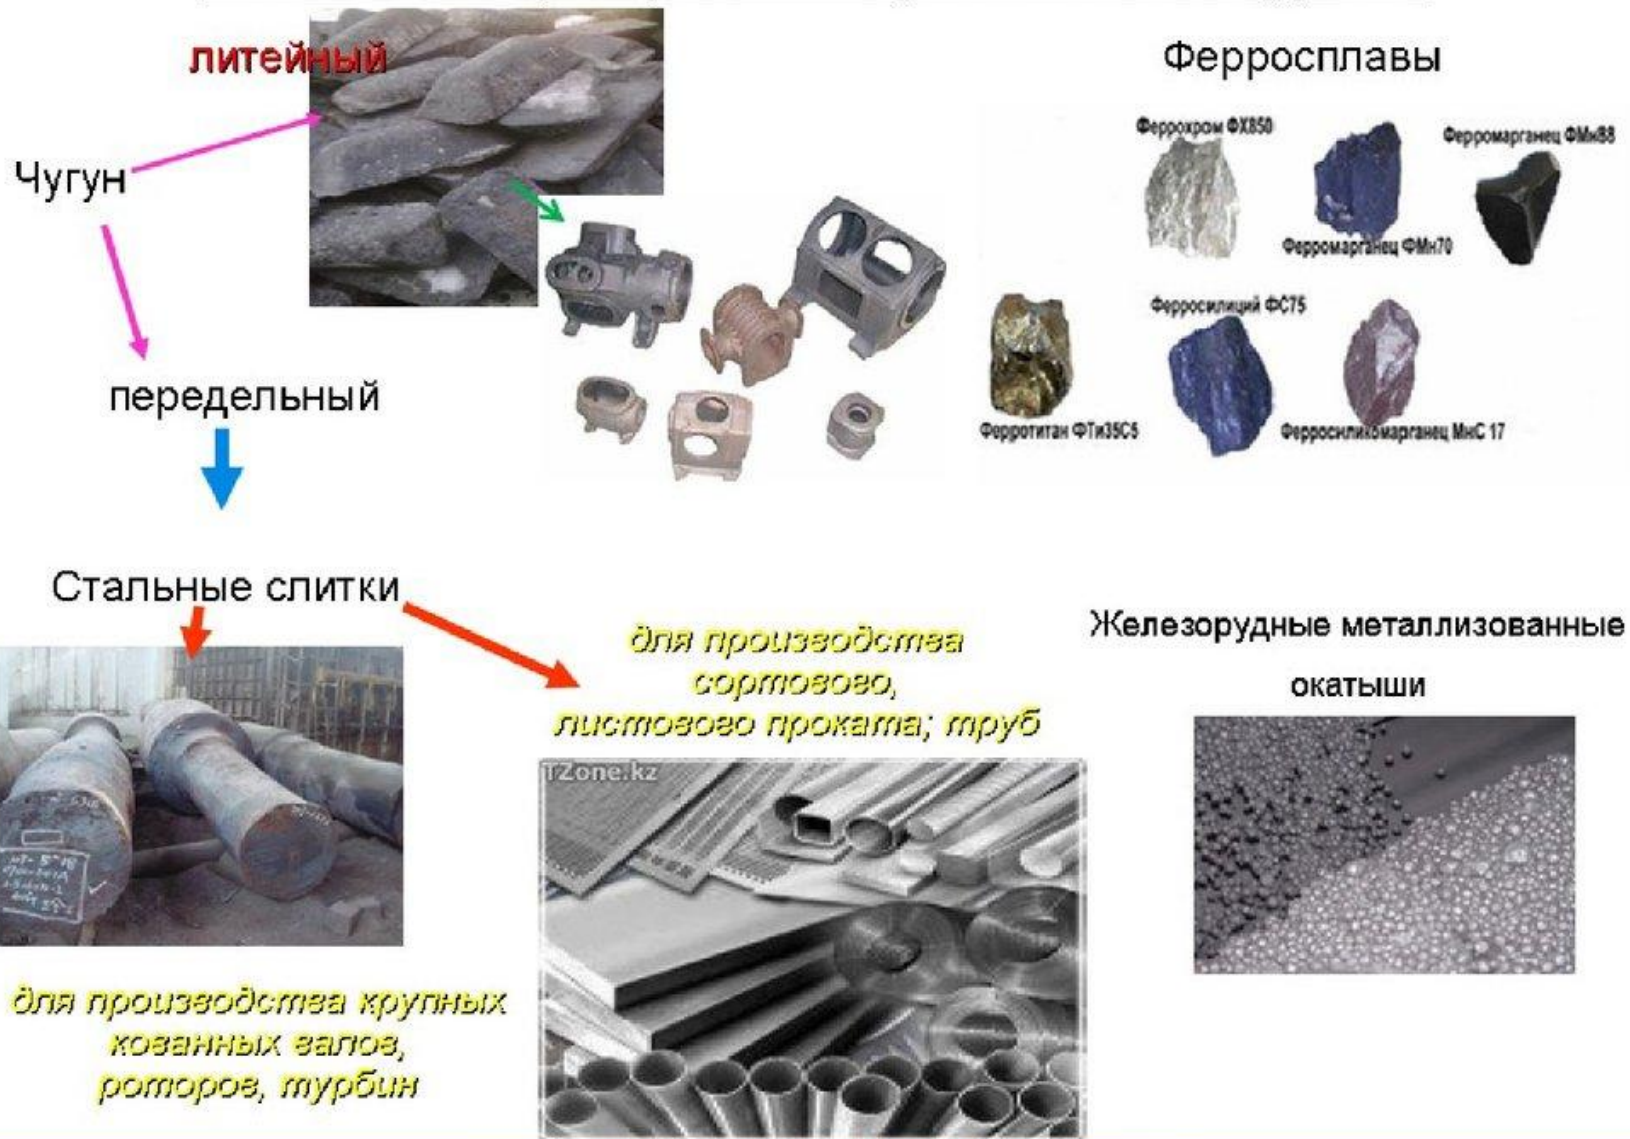 литейный
Чугун
передельный
Ферросплавы
Феррохром ФХ850
Ферромарганец ФМн88
Ферромарганец ФМн70
Ферросилиций ФС75
Ферротитан ФТи35С5
Ферросиликомарганец МнС 17
Стальные слитки
для производства
сортового,
листового проката; труб
TZone.kz
Железорудные металлизованные
окатыши
для производства крупных
кованных валов,
роторов, турбин